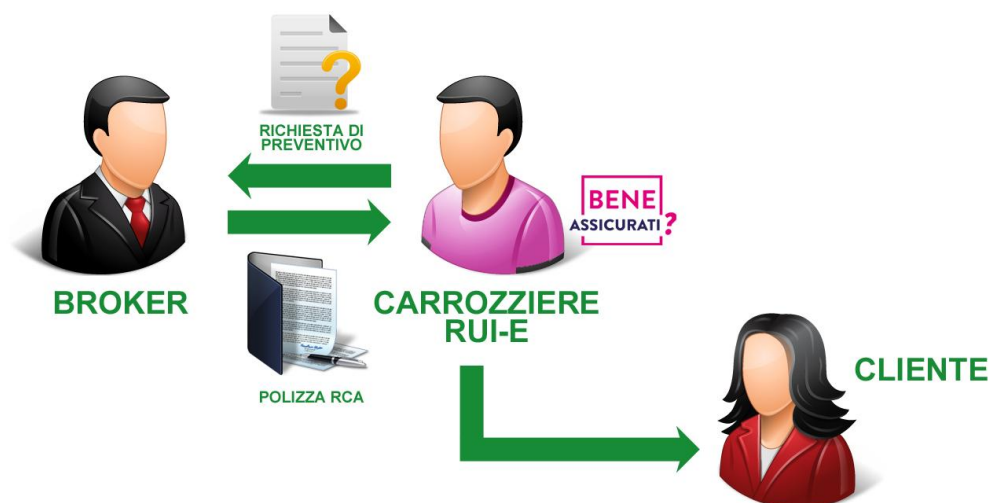 RICHIESTA DI
PREVENTIVO
BENE
ASSICURATI?
BROKER
CARROZZIERE
RUI-E
POLIZZA RCA
CLIENTE